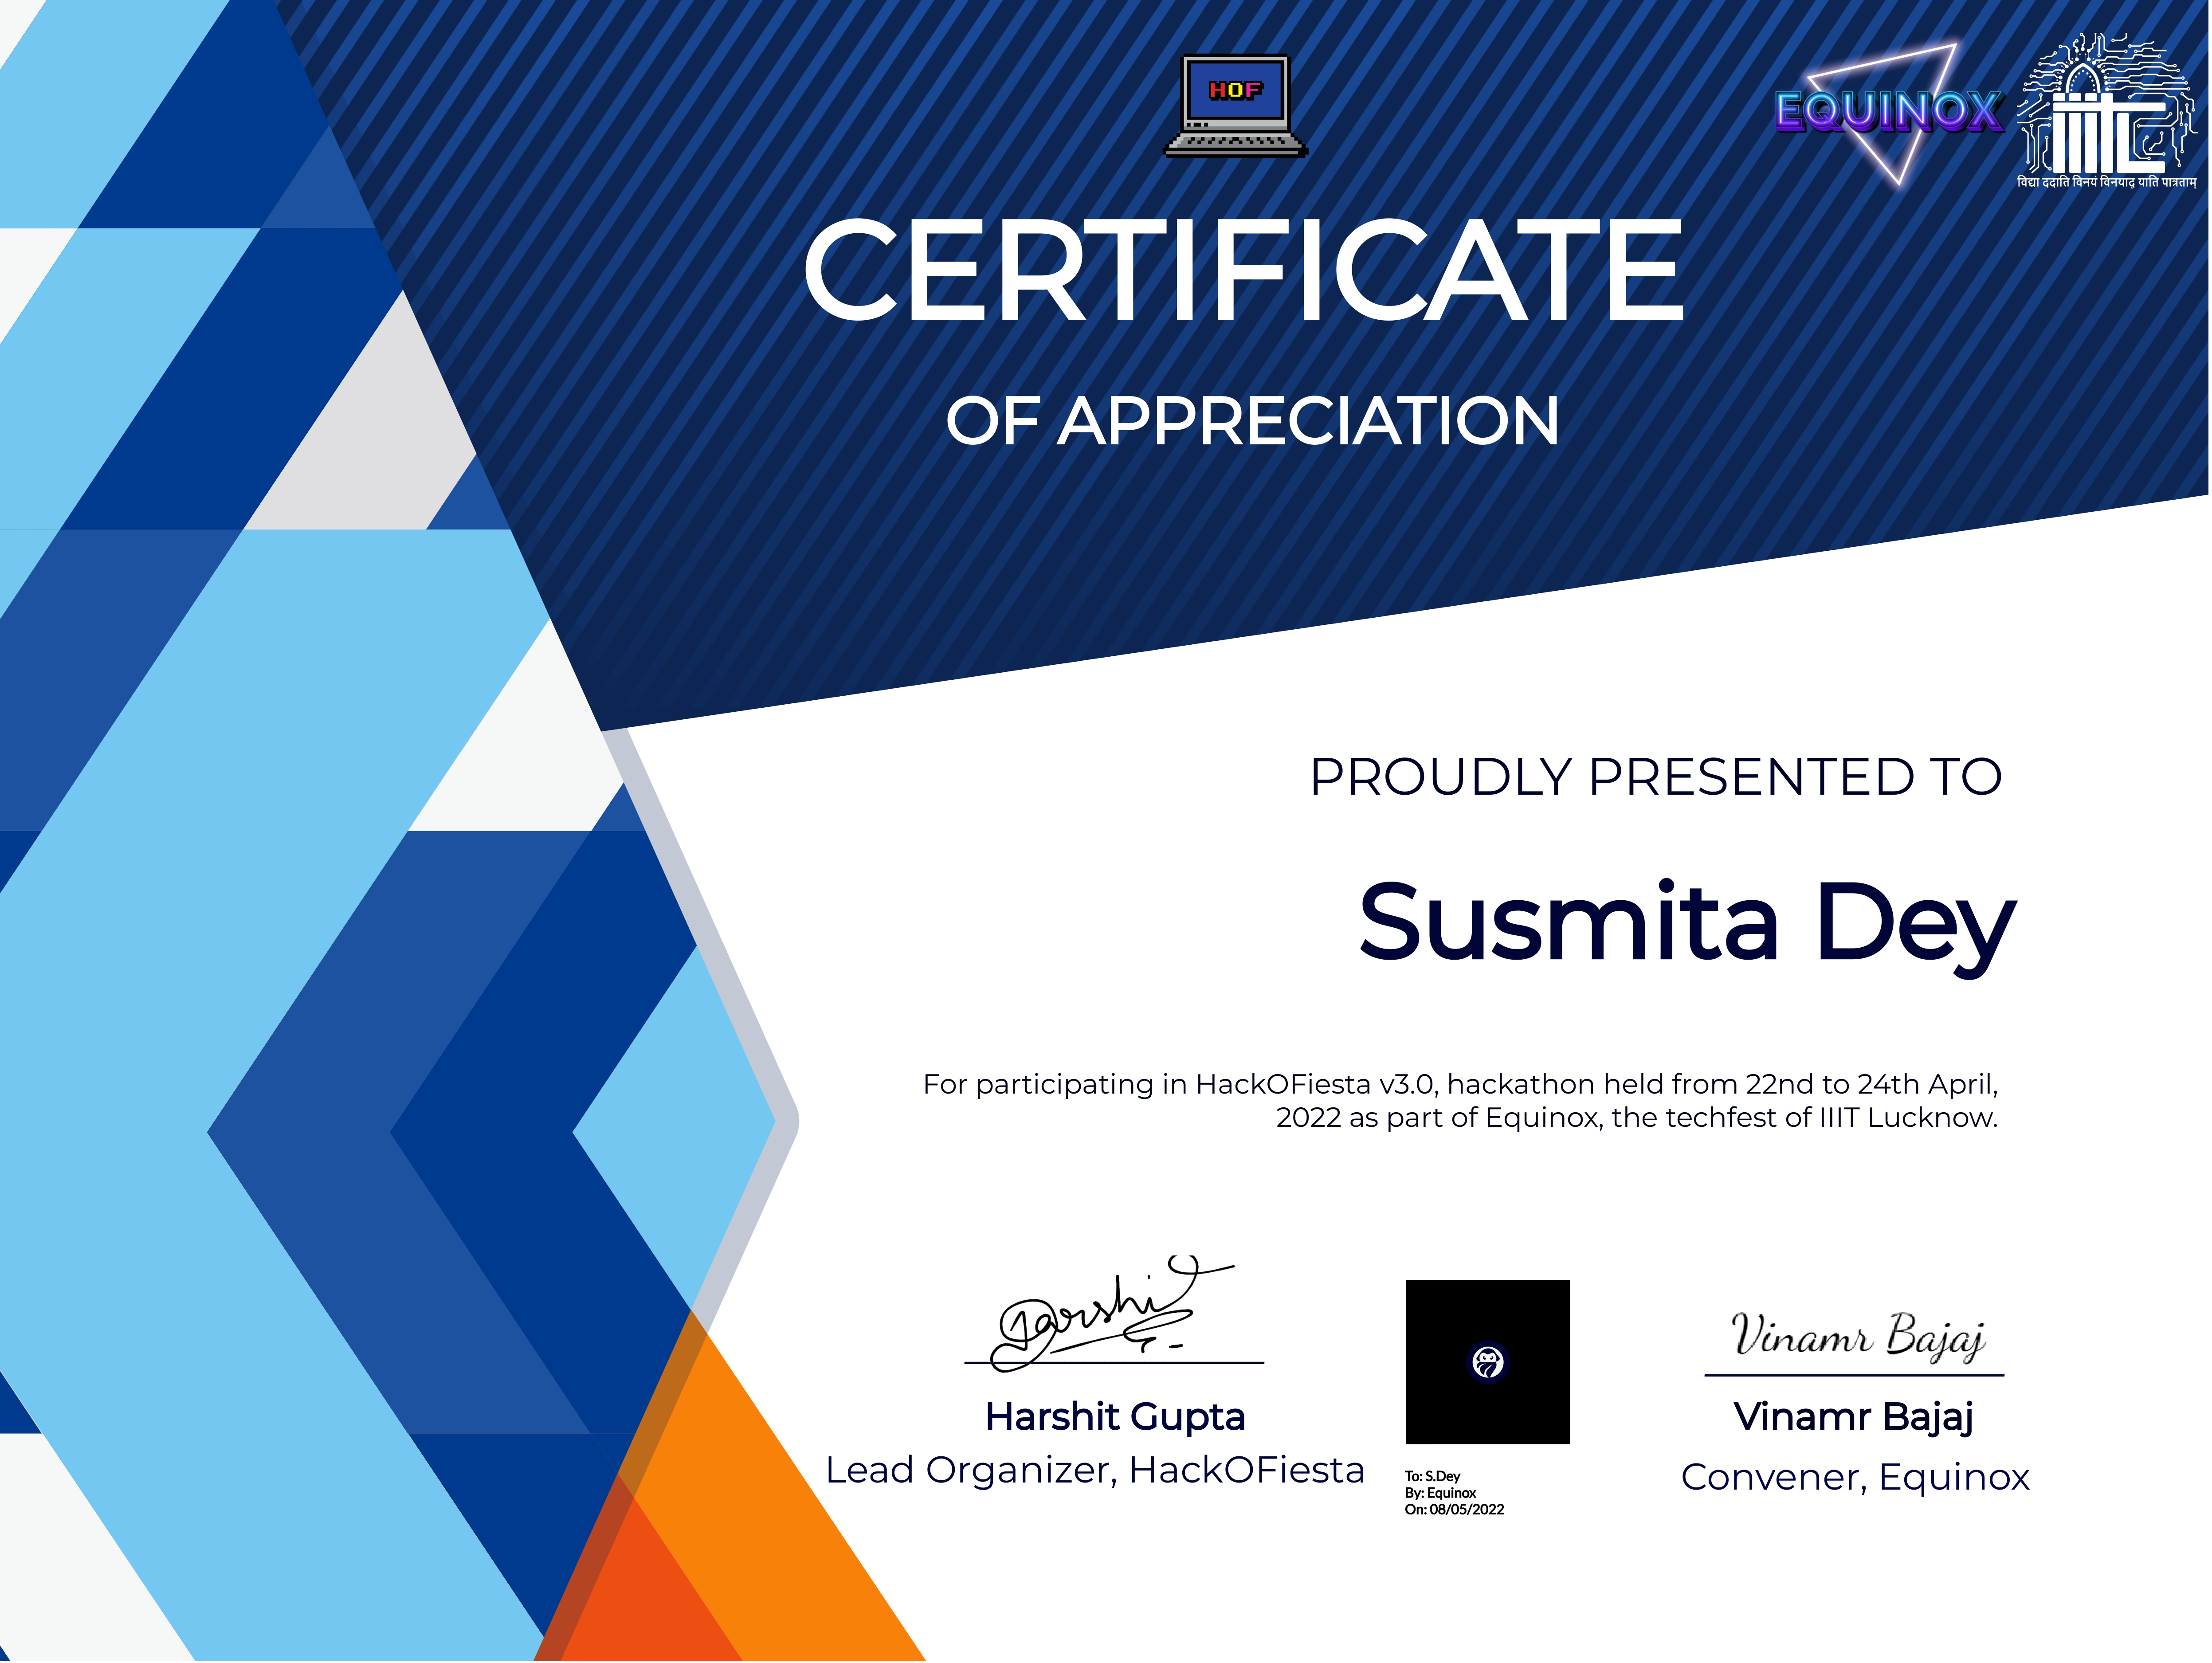 HOF
EQUINOX
IIITL
विद्या ददाति विनयं विनयाद् याति पात्रताम्
CERTIFICATE
OF APPRECIATION
PROUDLY PRESENTED TO
Susmita Dey
For participating in HackOFiesta v3.0, hackathon held from 22nd to 24th April,
2022 as part of Equinox, the techfest of IIIT Lucknow.
Harshit
Vinamr Bajaj
Harshit Gupta
Vinamr Bajaj
Lead Organizer, HackOFiesta
Convener, Equinox
To: S.Dey
By: Equinox
On: 08/05/2022